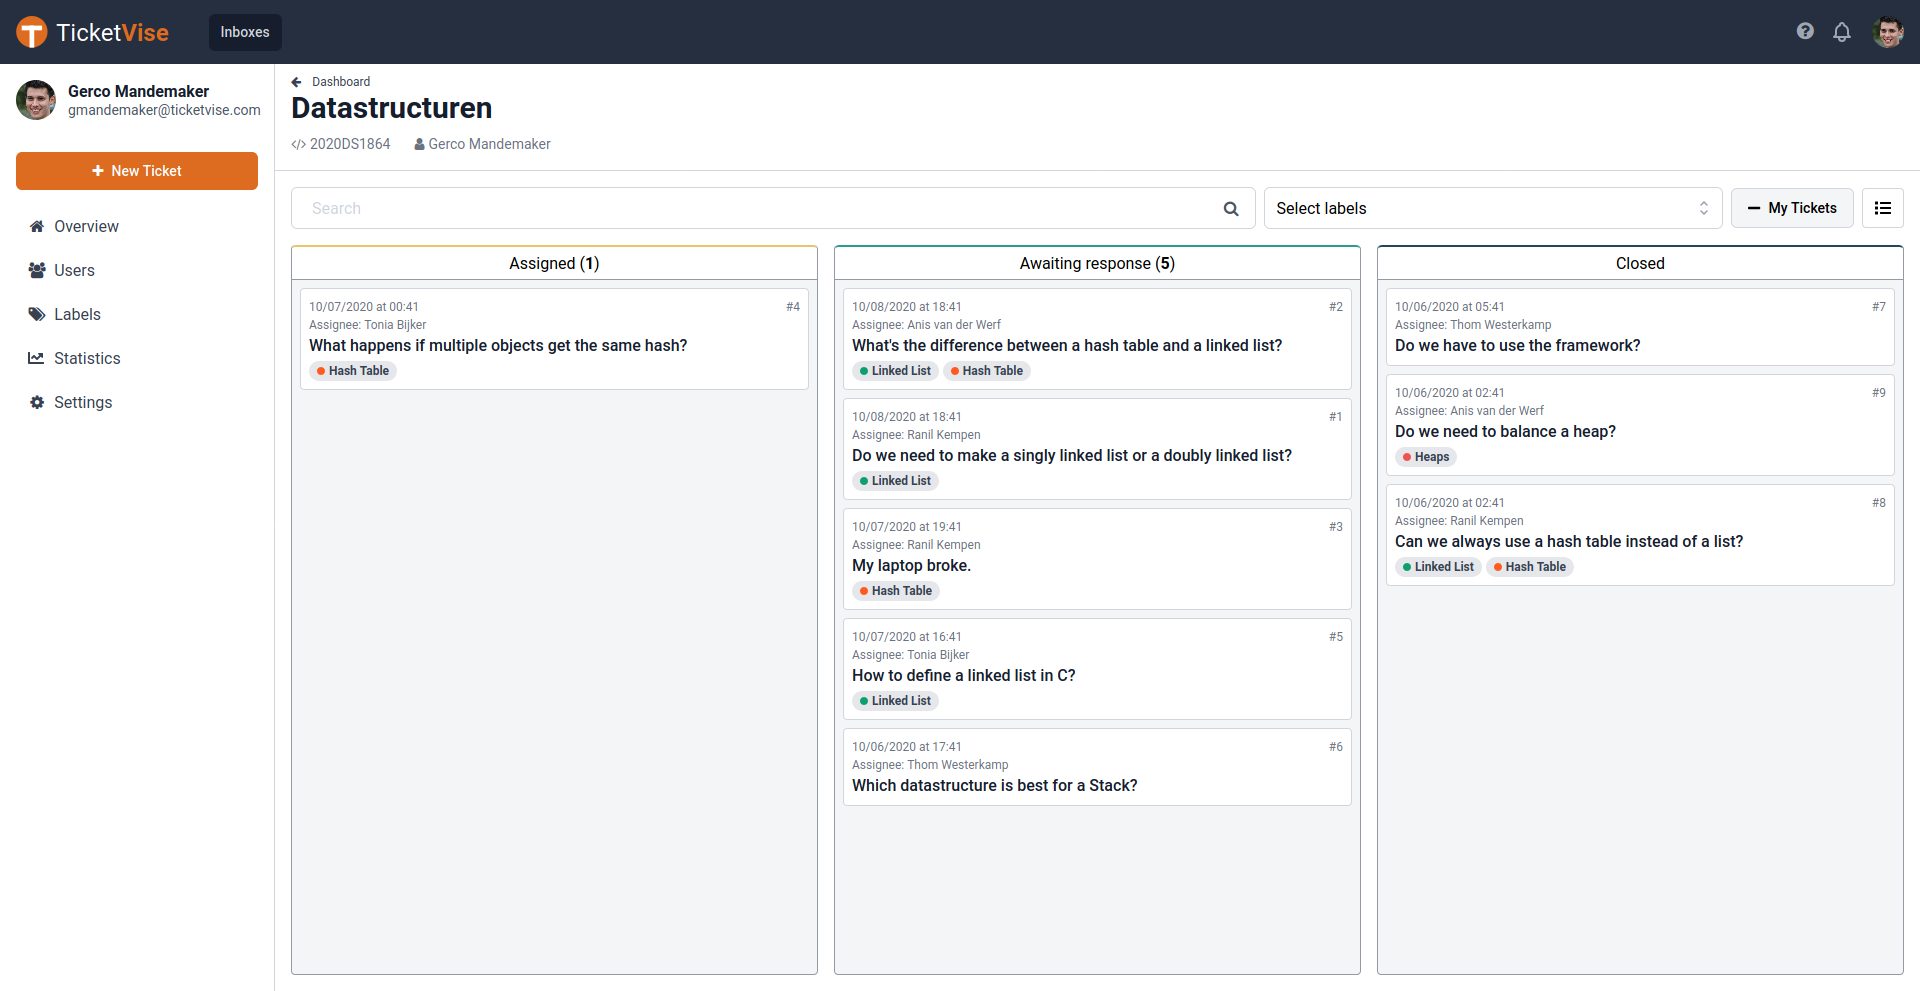 TicketVise
Inboxes
Gerco Mandemaker
gmandemaker@ticketvise.com
New Ticket
Overview
Users
Labels
Statistics
Settings
Dashboard
Datastructuren
2020DS1864 Gerco Mandemaker
Search
Select labels
My Tickets
Assigned (1)
10/07/2020 at 00:41 #4
Assignee: Tonia Bijker
What happens if multiple objects get the same hash?
Hash Table
Awaiting response (5)
10/08/2020 at 18:41 #2
Assignee: Anis van der Werf
What's the difference between a hash table and a linked list?
Linked List Hash Table
10/08/2020 at 18:41 #1
Assignee: Ranil Kempen
Do we need to make a singly linked list or a doubly linked list?
Linked List
10/07/2020 at 19:41 #3
Assignee: Ranil Kempen
My laptop broke.
Hash Table
10/07/2020 at 16:41 #5
Assignee: Tonia Bijker
How to define a linked list in C?
Linked List
10/06/2020 at 17:41 #6
Assignee: Thom Westerkamp
Which datastructure is best for a Stack?
Closed
10/06/2020 at 05:41 #7
Assignee: Thom Westerkamp
Do we have to use the framework?
10/06/2020 at 02:41 #9
Assignee: Anis van der Werf
Do we need to balance a heap?
Heaps
10/06/2020 at 02:41 #8
Assignee: Ranil Kempen
Can we always use a hash table instead of a list?
Linked List Hash Table